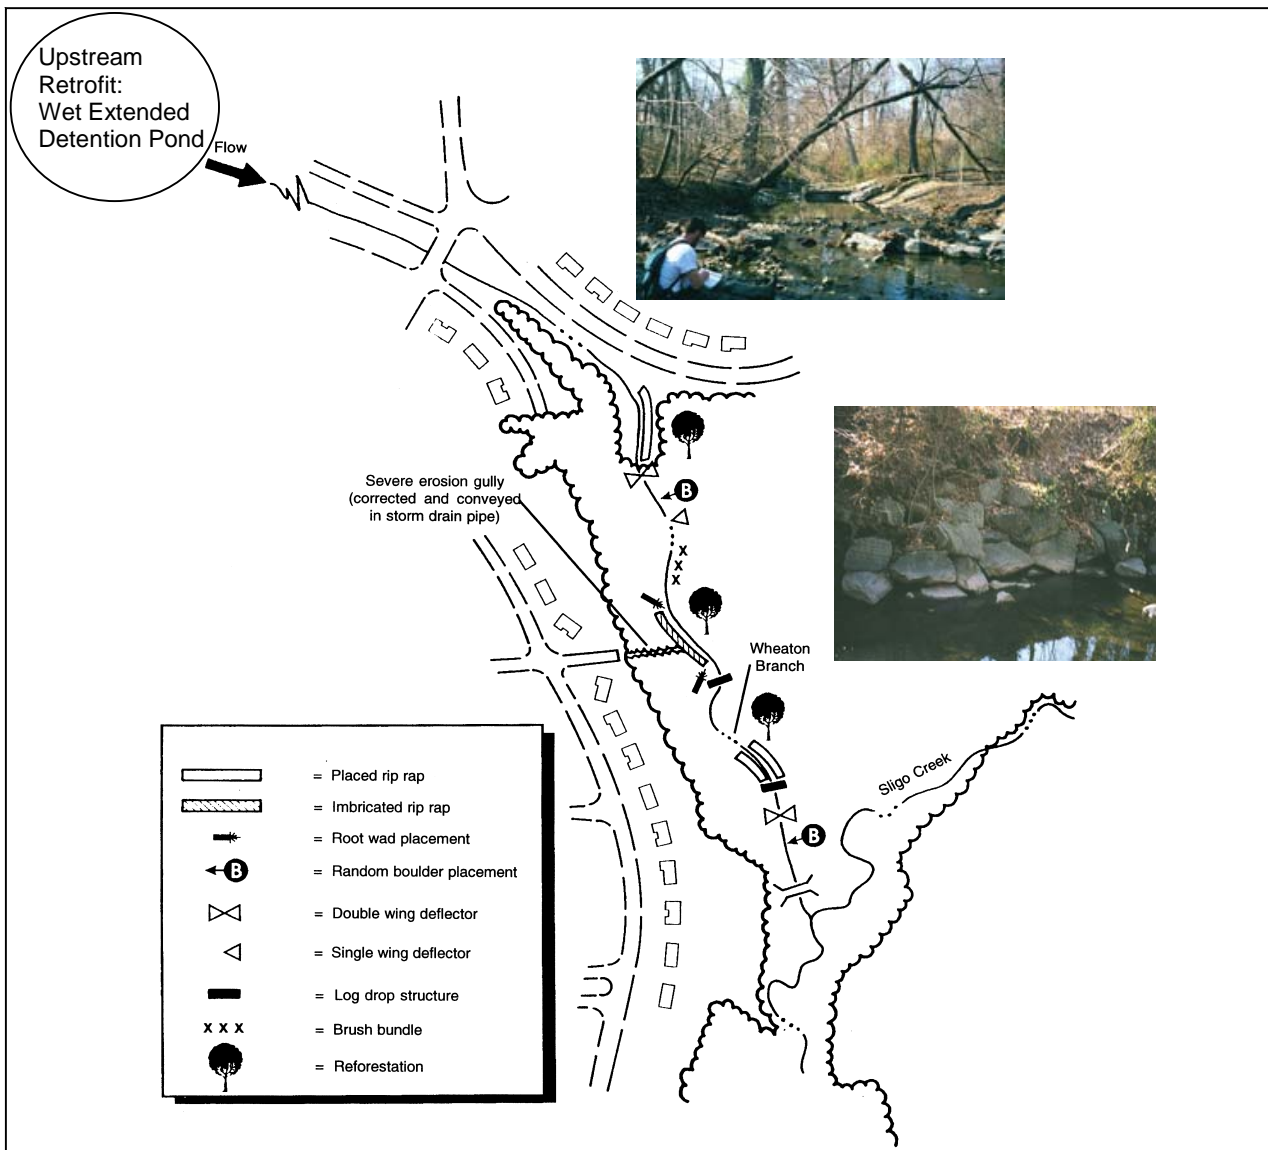 Upstream
Retrofit:
Wet Extended
Detention Pond
Flow
Severe erosion gully
(corrected and conveyed
in storm drain pipe)
B
Wheaton
Branch
Sligo Creek
B
= Placed rip rap
= Imbricated rip rap
= Root wad placement
B = Random boulder placement
= Double wing deflector
= Single wing deflector
= Log drop structure
x x x = Brush bundle
= Reforestation
x
x
x